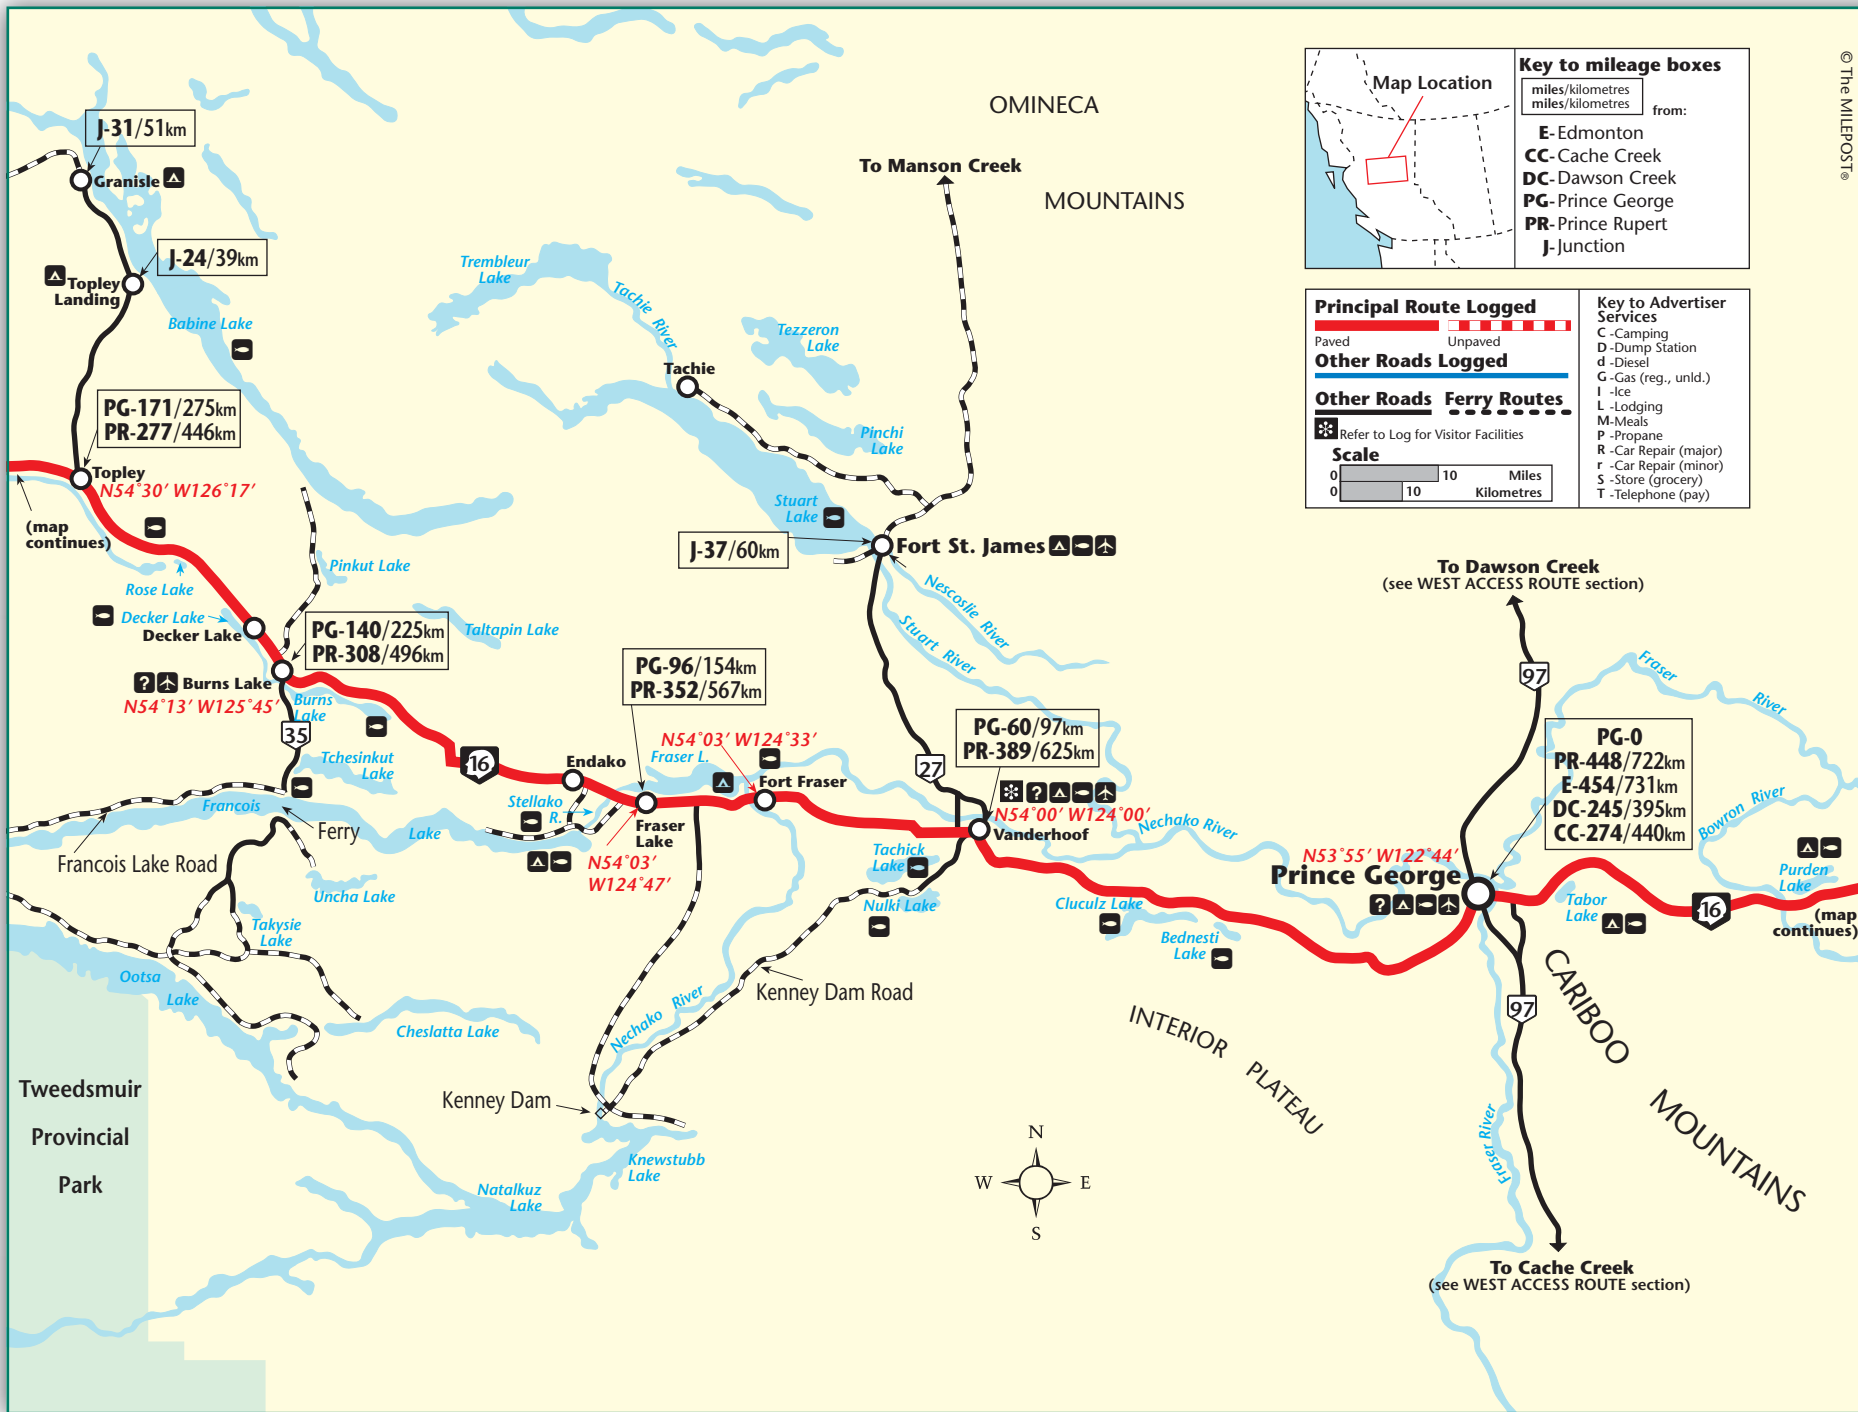 © The MILEPOST®
OMINECA
MOUNTAINS
To Manson Creek
Map Location
Key to mileage boxes
miles/kilometres
miles/kilometres
from:
E-Edmonton
CC-Cache Creek
DC-Dawson Creek
PG-Prince George
PR-Prince Rupert
J-Junction
Principal Route Logged
Paved
Unpaved
Other Roads Logged
Other Roads
Ferry Routes
Refer to Log for Visitor Facilities
Scale
0
10
Miles
0
10
Kilometres
Key to Advertiser
Services
C -Camping
D -Dump Station
d -Diesel
G -Gas (reg., unld.)
I -Ice
L -Lodging
M-Meals
P -Propane
R -Car Repair (major)
r -Car Repair (minor)
S -Store (grocery)
T -Telephone (pay)
J-31/51km
Granisle
J-24/39km
Topley
Landing
Babine Lake
PG-171/275km
PR-277/446km
Topley
N54°30′ W126°17′
(map
continues)
Trembleur
Lake
Tachie River
Tezzeron
Lake
Tachie
Pinchi
Lake
Stuart
Lake
J-37/60km
Fort St. James
Nescoslie River
Stuart River
Rose Lake
Pinkut Lake
Decker Lake
Decker Lake
Taltapin Lake
PG-140/225km
PR-308/496km
?
Burns Lake
N54°13′ W125°45′
Burns
Lake
35
Tchesinkut
Lake
16
Endako
PG-96/154km
PR-352/567km
N54°03′ W124°33′
Fraser L.
Fort Fraser
Stellako
R.
Fraser
Lake
N54°03′
W124°47′
27
PG-60/97km
PR-389/625km
?
N54°00′ W124°00′
Vanderhoof
Nechako River
Tachick
Lake
Nulki Lake
Cluculz Lake
Bednesti
Lake
To Dawson Creek
(see WEST ACCESS ROUTE section)
97
Fraser
River
PG-0
PR-448/722km
E-454/731km
DC-245/395km
CC-274/440km
Bowron River
N53°55′ W122°44′
Prince George
?
Tabor
Lake
16
Purden
Lake
(map
continues)
97
Francois
Lake
Ferry
Francois Lake Road
Uncha Lake
Takysie
Lake
Ootsa
Lake
Cheslatta Lake
Nechako River
Kenney Dam Road
Kenney Dam
Knewstubb
Lake
Natalkuz
Lake
Tweedsmuir
Provincial
Park
INTERIOR
PLATEAU
CARIBOO
MOUNTAINS
Fraser River
N
W
E
S
To Cache Creek
(see WEST ACCESS ROUTE section)